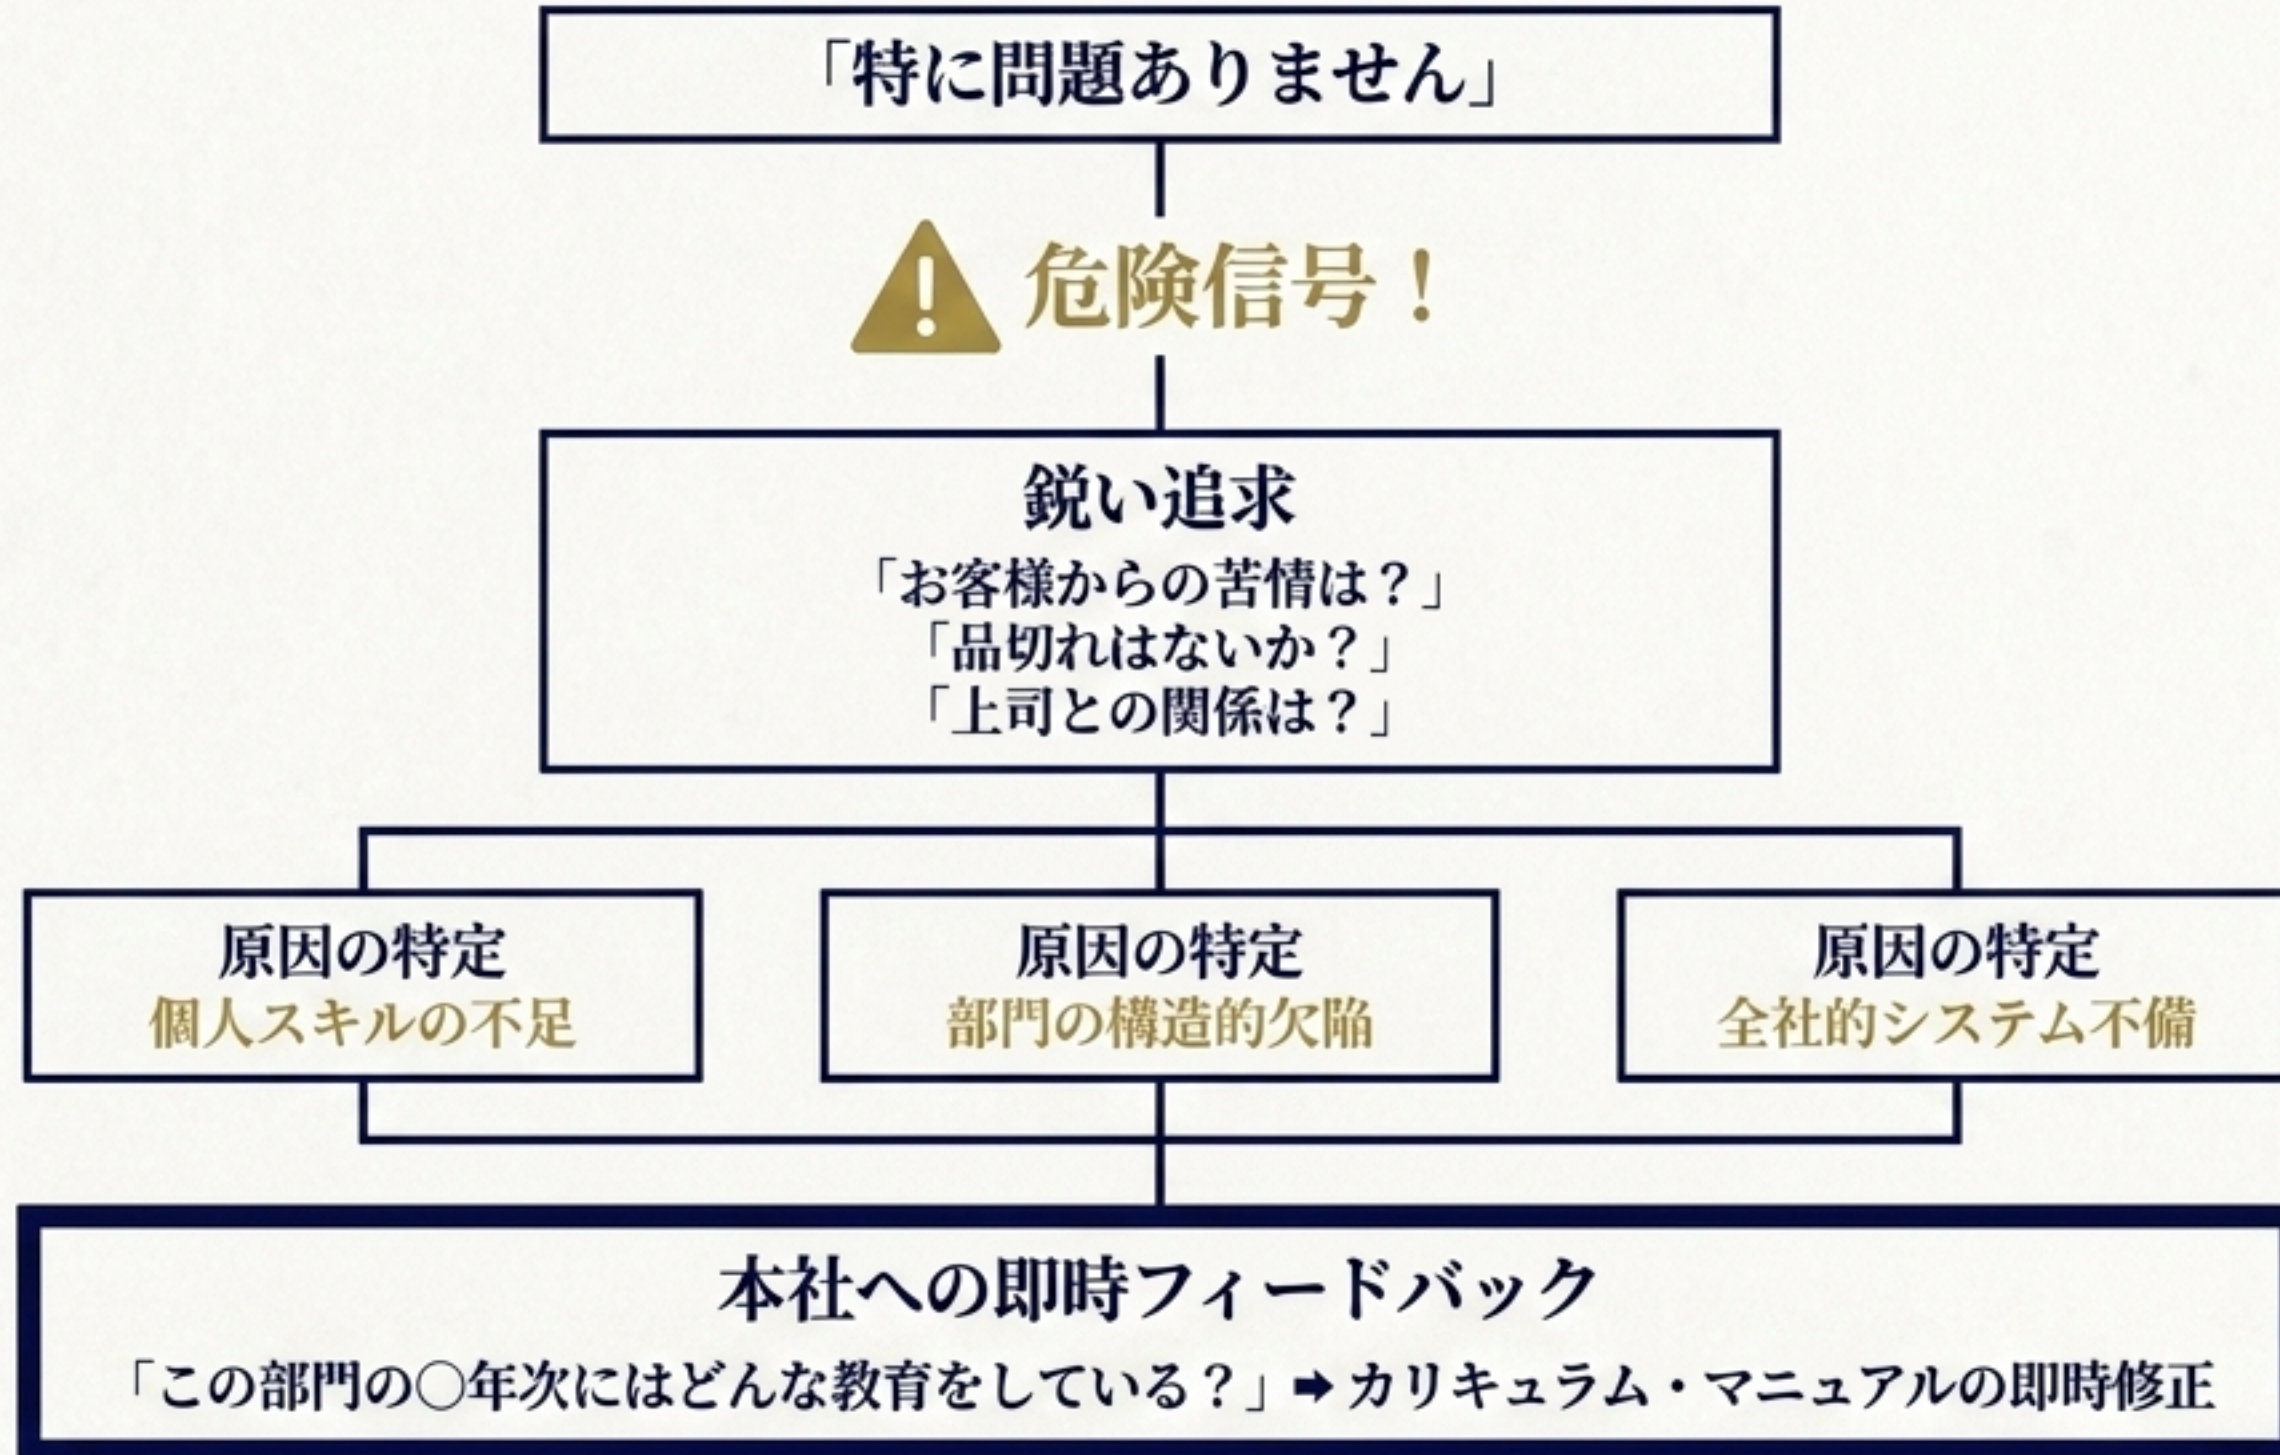 「特に問題ありません」
危険信号！
鋭い追求
「お客様からの苦情は？」
「品切れはないか？」
「上司との関係は？」
原因の特定
個人スキルの不足
原因の特定
部門の構造的欠陥
原因の特定
全社的システム不備
本社への即時フィードバック
「この部門の〇年次にはどんな教育をしている？」➡カリキュラム・マニュアルの即時修正